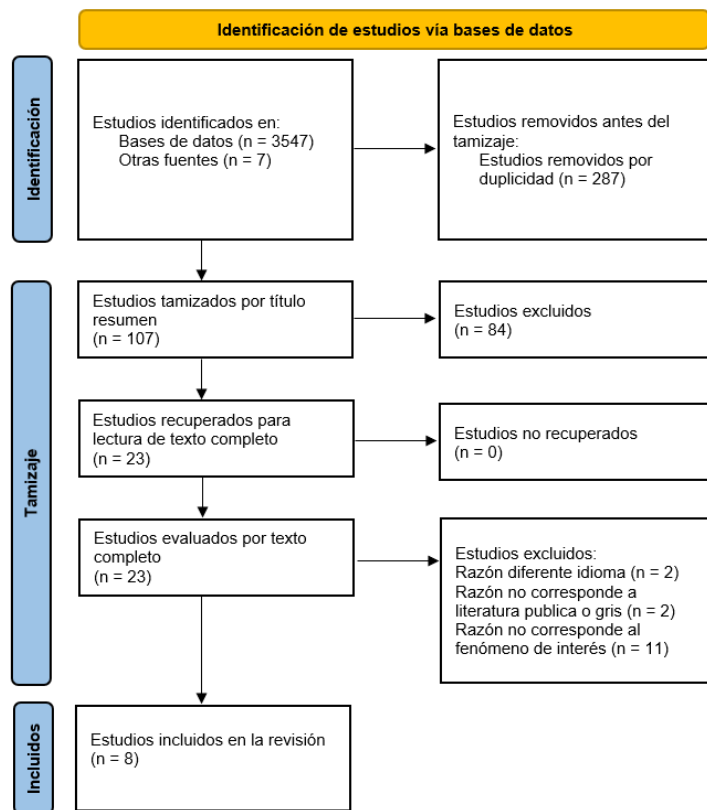 Identificación de estudios vía bases de datos
Identificación
Estudios identificados en:
Bases de datos (n = 3547)
Otras fuentes (n = 7)
Estudios removidos antes del
tamizaje:
Estudios removidos por
duplicidad (n = 287)
Tamizaje
Estudios tamizados por título
resumen
(n = 107)
Estudios excluidos
(n = 84)
Estudios recuperados para
lectura de texto completo
(n = 23)
Estudios no recuperados
(n = 0)
Estudios evaluados por texto
completo
(n = 23)
Estudios excluidos:
Razón diferente idioma (n = 2)
Razón no corresponde a
literatura publica o gris (n = 2)
Razón no corresponde al
fenómeno de interés (n = 11)
Incluidos
Estudios incluidos en la revisión
(n = 8)